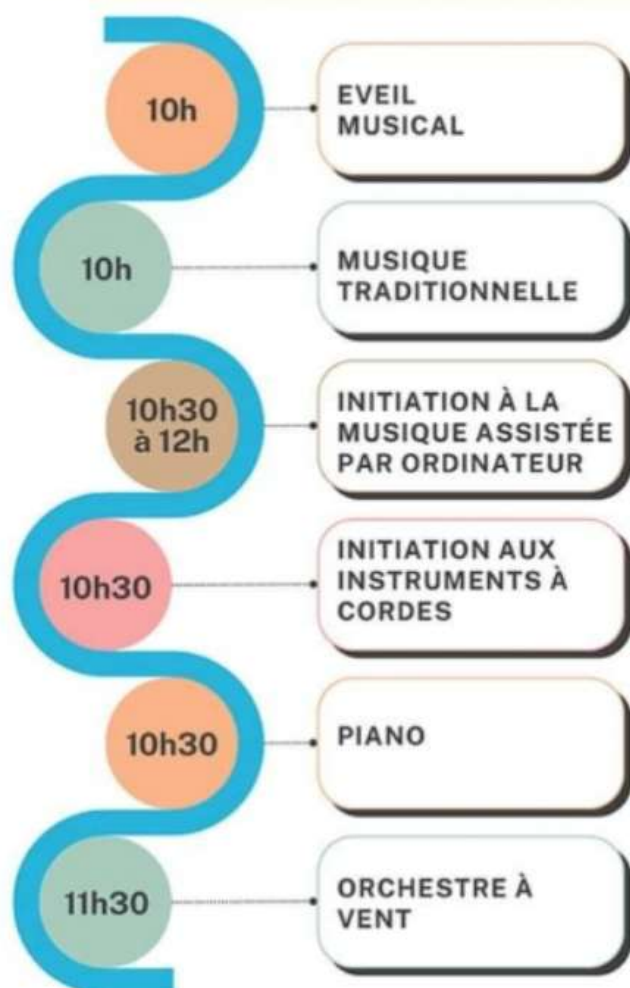 10h
EVEIL
MUSICAL
10h
MUSIQUE
TRADITIONNELLE
10h30
à 12h
INITIATION À LA
MUSIQUE ASSISTÉE
PAR ORDINATEUR
10h30
INITIATION AUX
INSTRUMENTS À
CORDES
10h30
PIANO
11h30
ORCHESTRE À
VENT